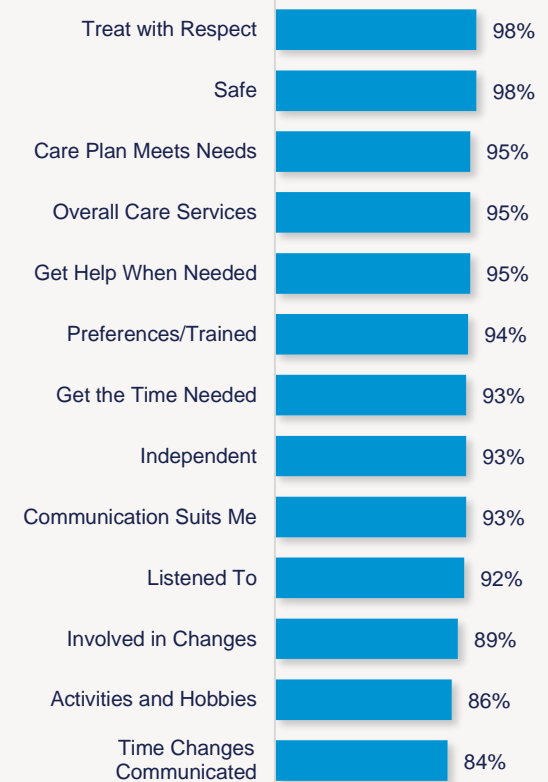 Treat with Respect 98%
Safe 98%
Care Plan Meets Needs 95%
Overall Care Services 95%
Get Help When Needed 95%
Preferences/Trained 94%
Get the Time Needed 93%
Independent 93%
Communication Suits Me 93%
Listened To 92%
Involved in Changes 89%
Activities and Hobbies 86%
Time Changes
Communicated 84%